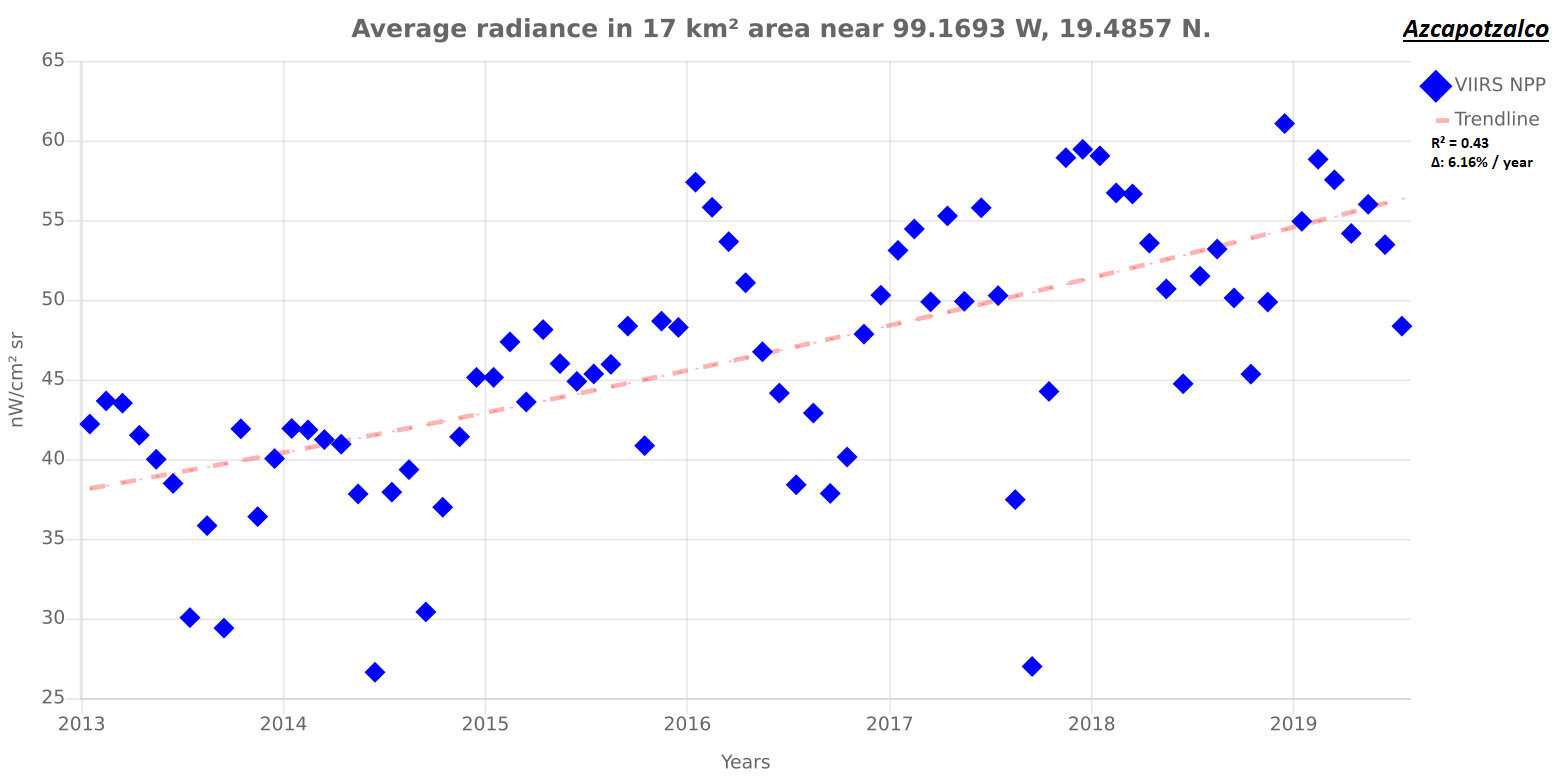 Average radiance in 17 km² area near 99.1693 W, 19.4857 N.
Azcapotzalco
VIIRS NPP
Trendline
R² = 0.43
Δ: 6.16% / year
nW/cm² sr
65
60
55
50
45
40
35
30
25
2013 2014 2015 2016 2017 2018 2019
Years